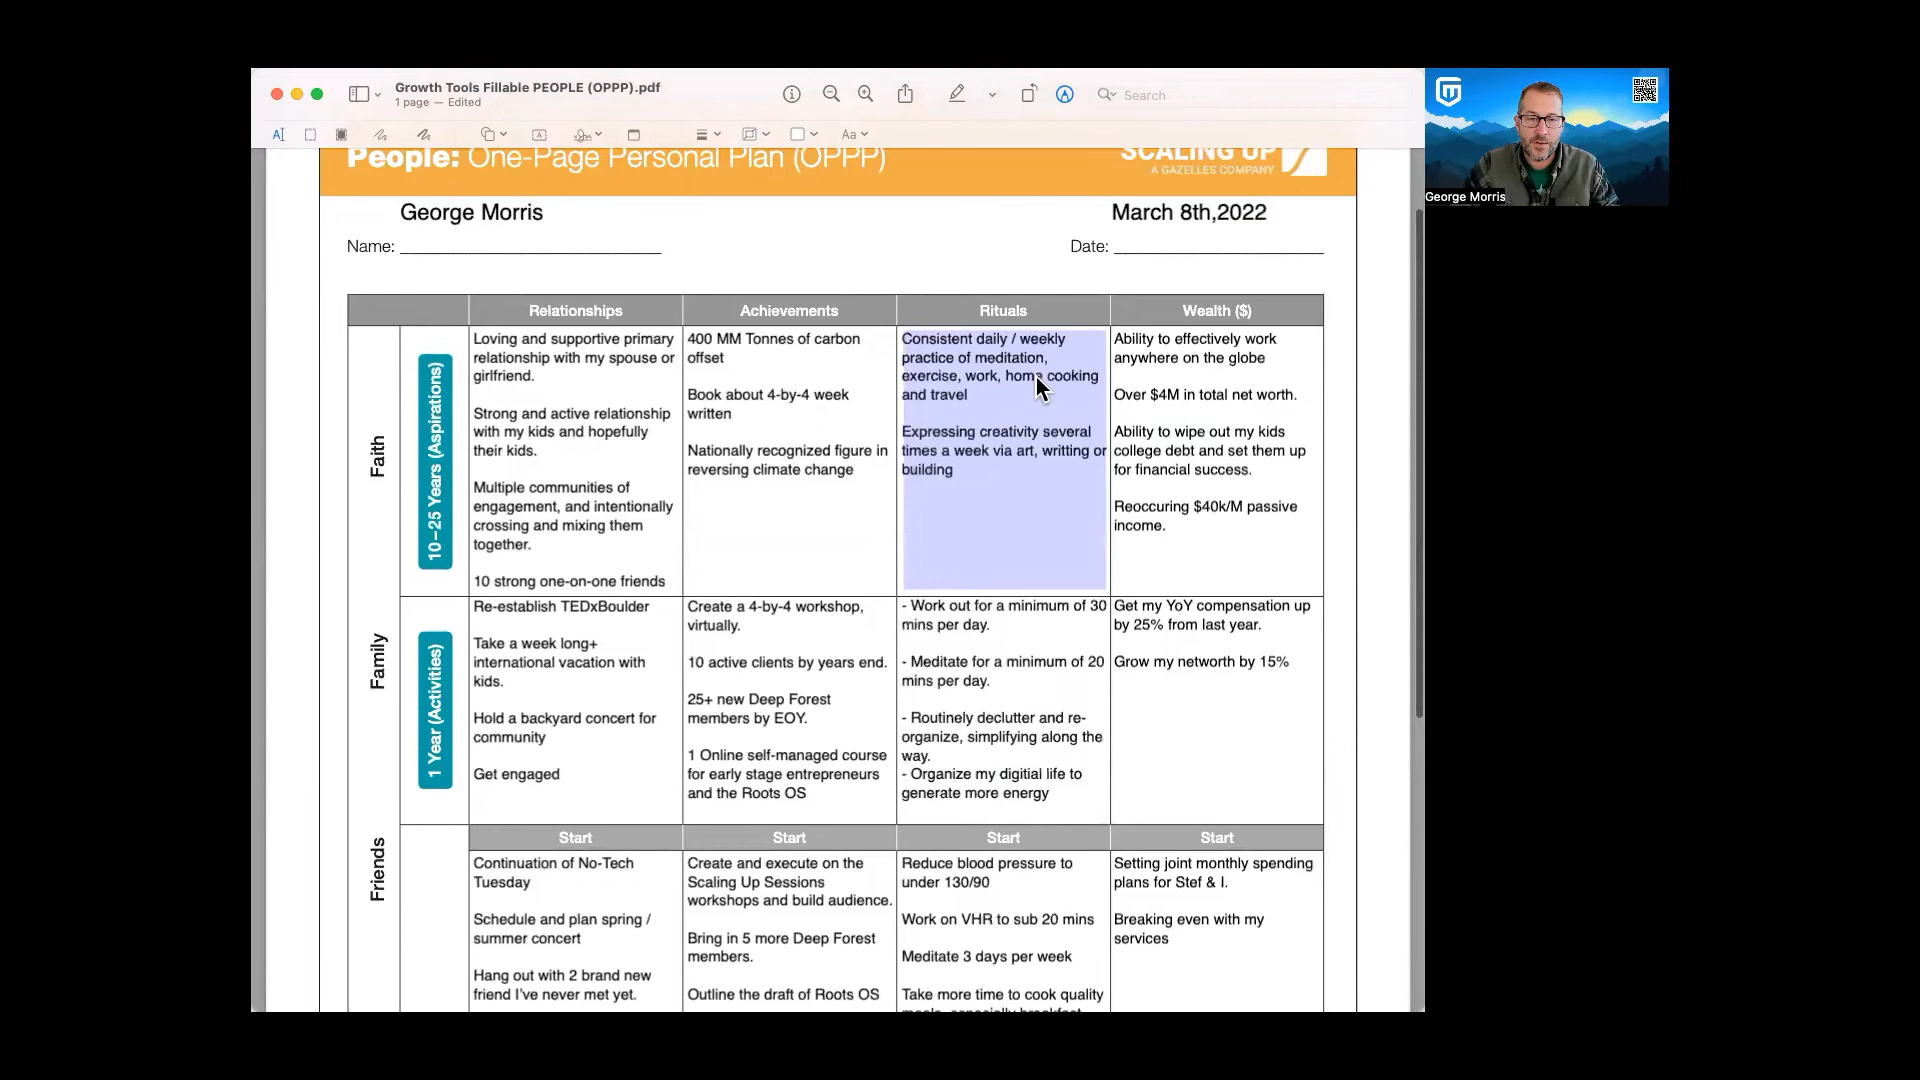 Growth Tools Fillable PEOPLE (OPPP).pdf
1 page — Edited
Search
Aa
People: One-Page Personal Plan (OPPP)
SCALING UP
A GAZELLES COMPANY
George Morris
George Morris
March 8th,2022
Name:
Date:
Relationships
Achievements
Rituals
Wealth ($)
Faith
Family
Friends
10–25 Years (Aspirations)
Loving and supportive primary
relationship with my spouse or
girlfriend.
Strong and active relationship
with my kids and hopefully
their kids.
Multiple communities of
engagement, and intentionally
crossing and mixing them
together.
10 strong one-on-one friends
400 MM Tonnes of carbon
offset
Book about 4-by-4 week
written
Nationally recognized figure in
reversing climate change
Consistent daily / weekly
practice of meditation,
exercise, work, home cooking
and travel
Expressing creativity several
times a week via art, writting or
building
Ability to effectively work
anywhere on the globe
Over $4M in total net worth.
Ability to wipe out my kids
college debt and set them up
for financial success.
Reoccuring $40k/M passive
income.
1 Year (Activities)
Re-establish TEDxBoulder
Take a week long+
international vacation with
kids.
Hold a backyard concert for
community
Get engaged
Create a 4-by-4 workshop,
virtually.
10 active clients by years end.
25+ new Deep Forest
members by EOY.
1 Online self-managed course
for early stage entrepreneurs
and the Roots OS
- Work out for a minimum of 30
mins per day.
- Meditate for a minimum of 20
mins per day.
- Routinely declutter and re-
organize, simplifying along the
way.
- Organize my digitial life to
generate more energy
Get my YoY compensation up
by 25% from last year.
Grow my networth by 15%
Start
Start
Start
Start
Continuation of No-Tech
Tuesday
Schedule and plan spring /
summer concert
Hang out with 2 brand new
friend I've never met yet.
Create and execute on the
Scaling Up Sessions
workshops and build audience.
Bring in 5 more Deep Forest
members.
Outline the draft of Roots OS
Reduce blood pressure to
under 130/90
Work on VHR to sub 20 mins
Meditate 3 days per week
Take more time to cook quality
Setting joint monthly spending
plans for Stef & I.
Breaking even with my
services